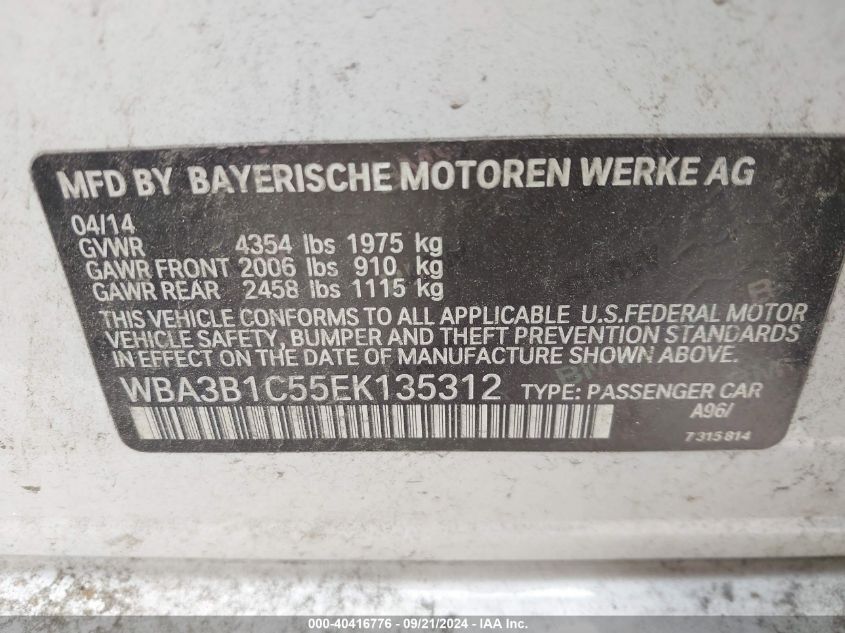 MFD BY BAYERISCHE MOTOREN WERKE AG
04/14
GVWR 4354 lbs 1975 kg
GAWR FRONT 2006 lbs 910 kg
GAWR REAR 2458 lbs 1115 kg
THIS VEHICLE CONFORMS TO ALL APPLICABLE U.S.FEDERAL MOTOR
VEHICLE SAFETY, BUMPER AND THEFT PREVENTION STANDARDS
IN EFFECT ON THE DATE OF MANUFACTURE SHOWN ABOVE.
WBA3B1C55EK135312 TYPE: PASSENGER CAR
A96/
7315814
000-40416776 - 09/21/2024 - IAA Inc.